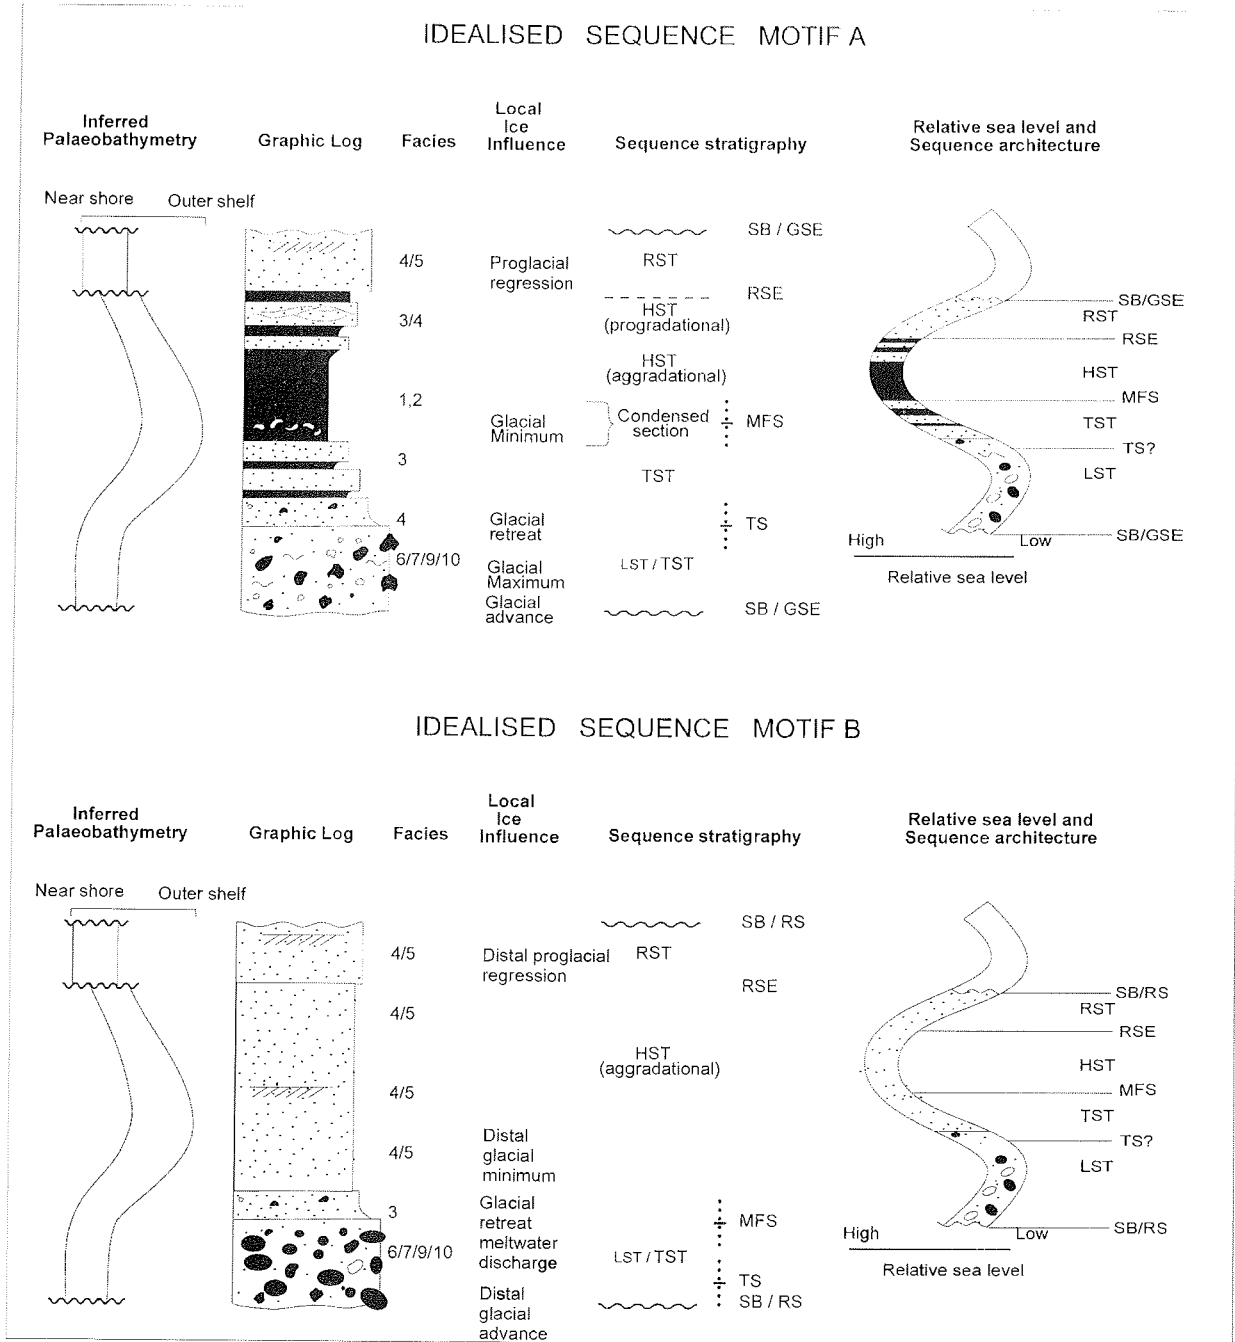 IDEALISED SEQUENCE MOTIF A
Inferred
Palaeobathymetry
Graphic Log
Facies
Local
Ice
Influence
Sequence stratigraphy
Relative sea level and
Sequence architecture
Near shore
Outer shelf
4/5
3/4
1,2
3
4
6/7/9/10
Proglacial
regression
Glacial
Minimum
Glacial
retreat
Glacial
Maximum
Glacial
advance
SB / GSE
RST
RSE
HST
(progradational)
HST
(aggradational)
Condensed
section
MFS
TST
TS
LST / TST
SB / GSE
SB/GSE
RST
RSE
HST
MFS
TST
TS?
LST
SB/GSE
High
Low
Relative sea level
IDEALISED SEQUENCE MOTIF B
Inferred
Palaeobathymetry
Graphic Log
Facies
Local
Ice
Influence
Sequence stratigraphy
Relative sea level and
Sequence architecture
Near shore
Outer shelf
4/5
4/5
4/5
4/5
3
6/7/9/10
Distal proglacial
regression
Distal
glacial
minimum
Glacial
retreat
meltwater
discharge
Distal
glacial
advance
SB / RS
RST
RSE
HST
(aggradational)
MFS
LST / TST
TS
SB / RS
SB/RS
RST
RSE
HST
MFS
TST
TS?
LST
SB/RS
High
Low
Relative sea level